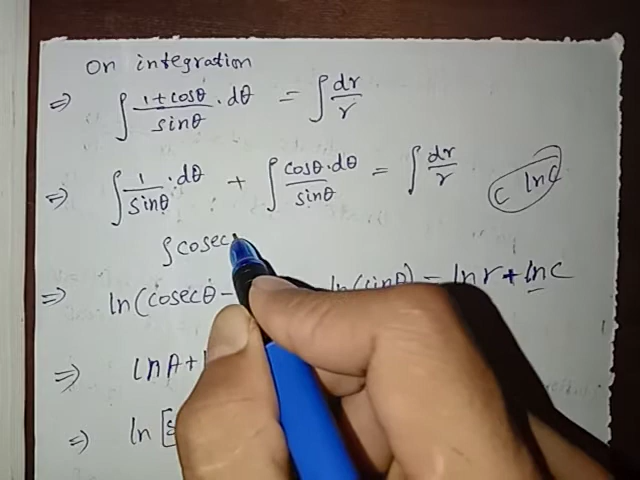 On integration
⇒ ∫ (1+cosθ)/sinθ . dθ = ∫ dr/r
⇒ ∫ 1/sinθ . dθ + ∫ cosθ.dθ/sinθ = ∫ dr/r
C lnC
∫cosec
⇒ ln(cosecθ - ln(sinθ) = lnr + lnC
⇒ lnA+
⇒ ln [